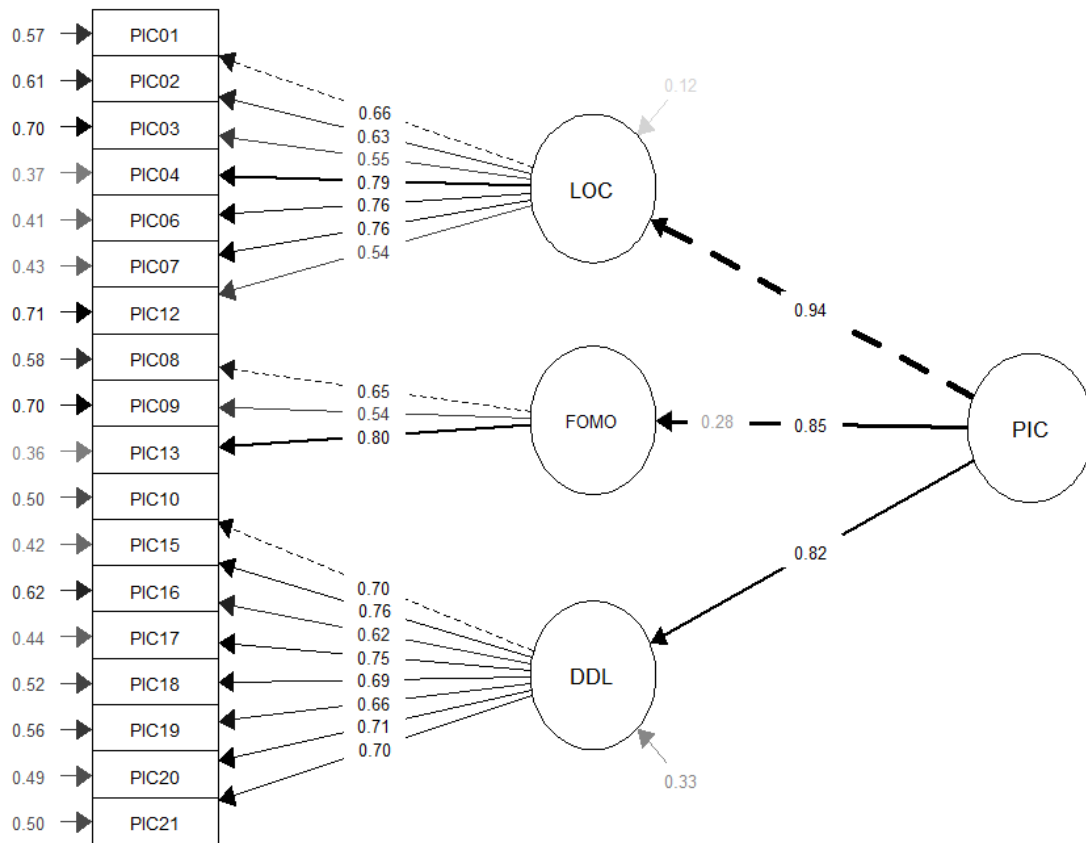 0.57 PIC01
0.61 PIC02
0.70 PIC03
0.37 PIC04
0.41 PIC06
0.43 PIC07
0.71 PIC12
0.58 PIC08
0.70 PIC09
0.36 PIC13
0.50 PIC10
0.42 PIC15
0.62 PIC16
0.44 PIC17
0.52 PIC18
0.56 PIC19
0.49 PIC20
0.50 PIC21
0.66
0.63
0.55
0.79
0.76
0.76
0.54
0.65
0.54
0.80
0.70
0.76
0.62
0.75
0.69
0.66
0.71
0.70
0.12
LOC
FOMO
0.28
DDL
0.33
0.94
0.85
0.82
PIC